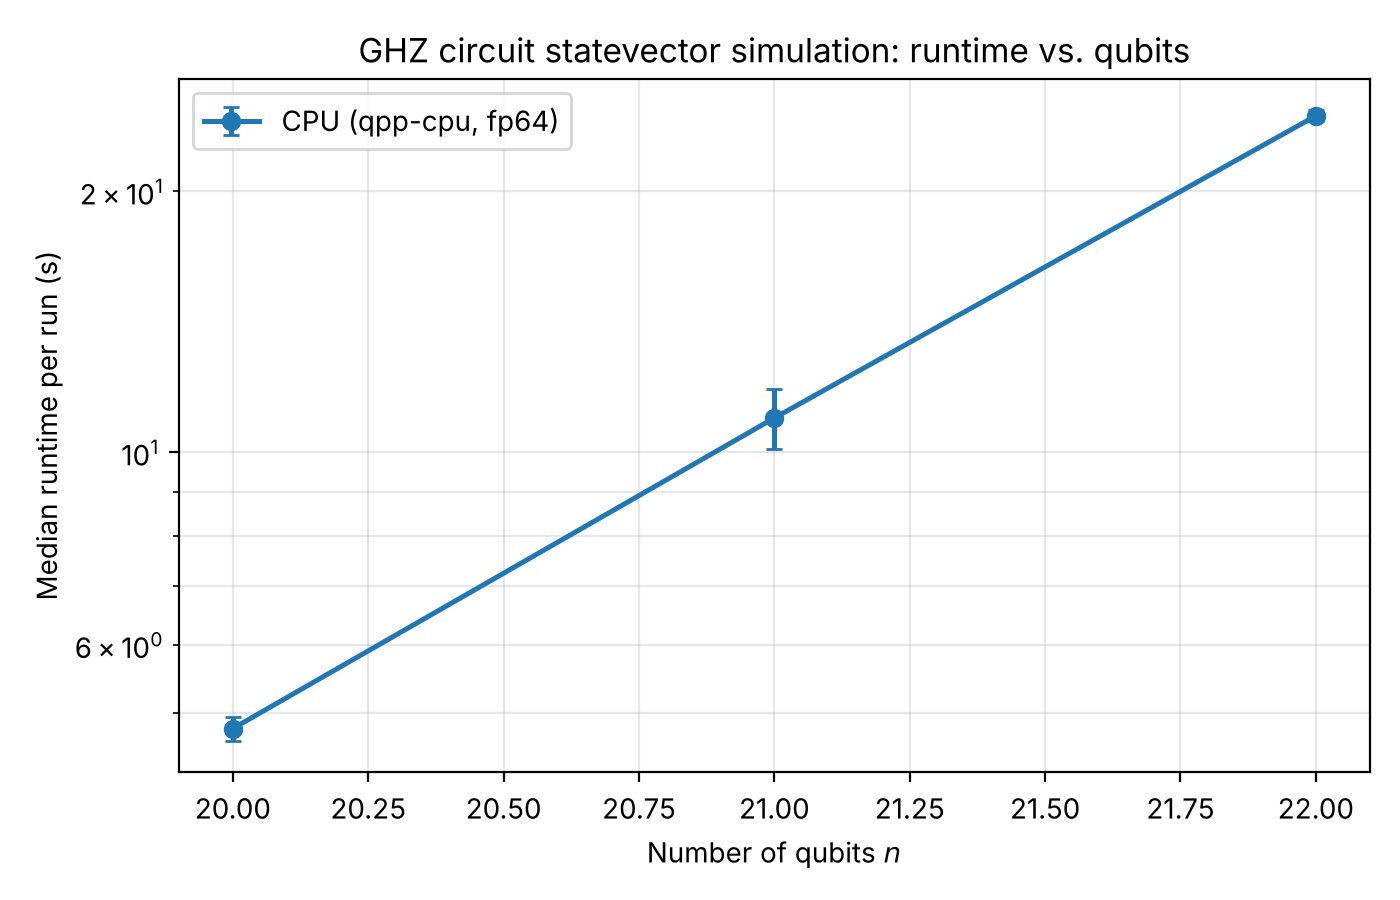 GHZ circuit statevector simulation: runtime vs. qubits
CPU (qpp-cpu, fp64)
2 × 10¹
10¹
6 × 10⁰
Median runtime per run (s)
20.00 20.25 20.50 20.75 21.00 21.25 21.50 21.75 22.00
Number of qubits n